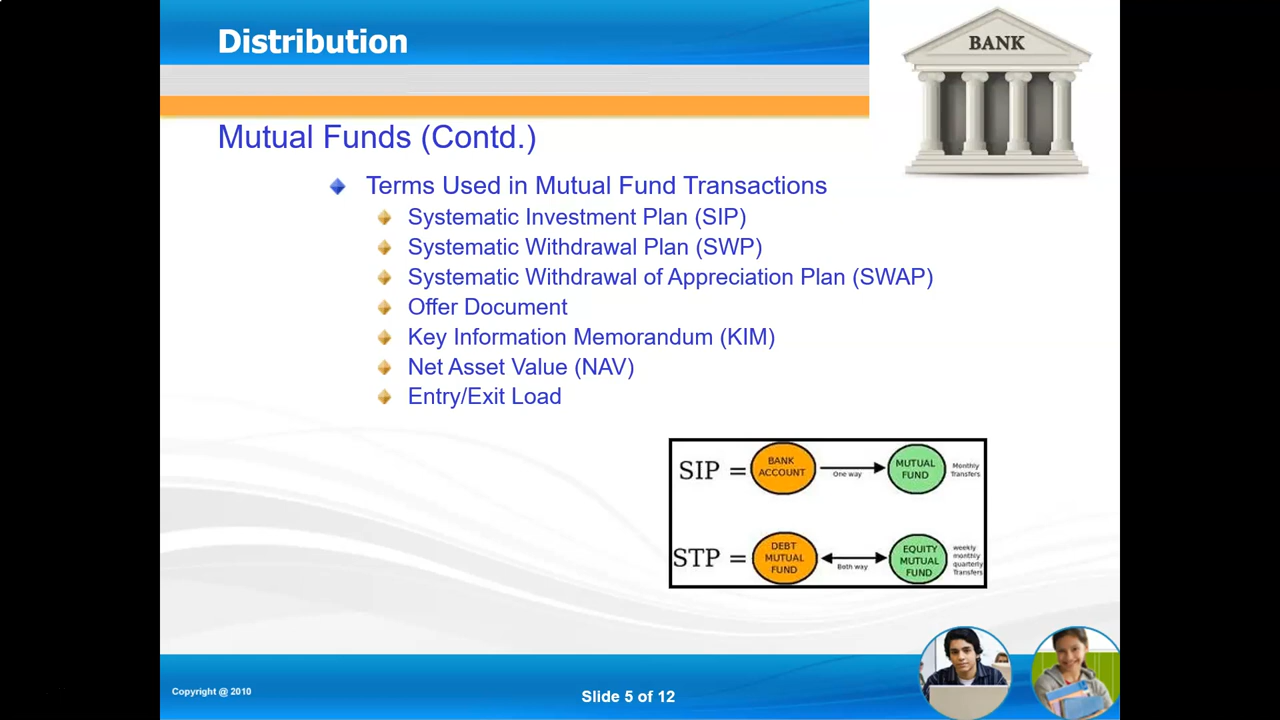 Distribution
BANK
Mutual Funds (Contd.)
Terms Used in Mutual Fund Transactions
Systematic Investment Plan (SIP)
Systematic Withdrawal Plan (SWP)
Systematic Withdrawal of Appreciation Plan (SWAP)
Offer Document
Key Information Memorandum (KIM)
Net Asset Value (NAV)
Entry/Exit Load
SIP =
BANK
ACCOUNT
One way
MUTUAL
FUND
Monthly
Transfers
STP =
DEBT
MUTUAL
FUND
Both way
EQUITY
MUTUAL
FUND
weekly
monthly
quarterly
Transfers
Copyright @ 2010
Slide 5 of 12